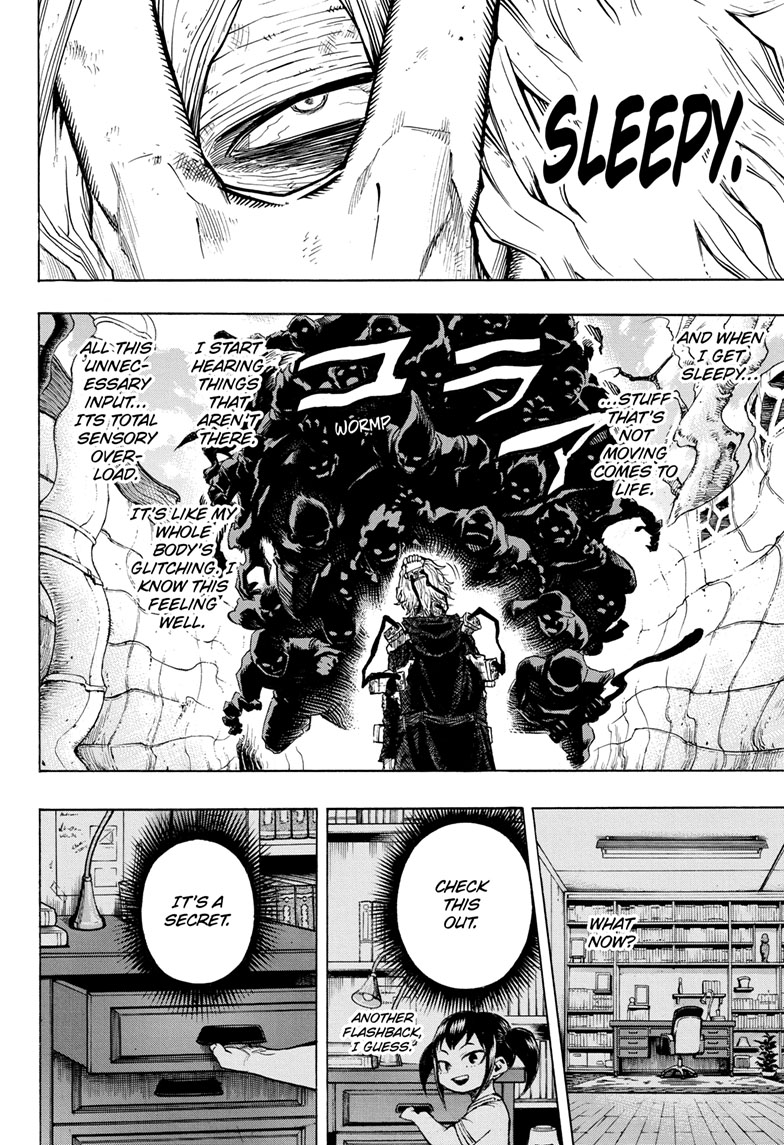 SLEEPY.
AND WHEN
I GET
SLEEPY...
...STUFF
THAT'S
NOT
MOVING
COMES TO
LIFE.
コラァ
WORMP
I START
HEARING
THINGS
THAT
AREN'T
THERE.
ALL THIS
UNNEC-
ESSARY
INPUT...
ITS TOTAL
SENSORY
OVER-
LOAD.
IT'S LIKE MY
WHOLE
BODY'S
GLITCHING. I
KNOW THIS
FEELING
WELL.
WHAT
NOW?
CHECK
THIS
OUT.
ANOTHER
FLASHBACK,
I GUESS.
IT'S A
SECRET.